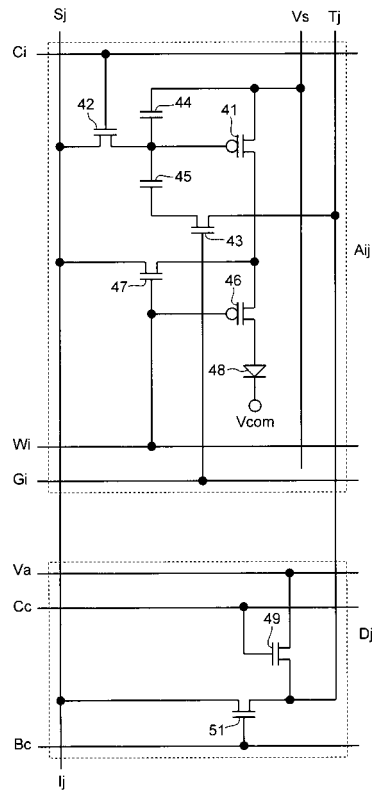 Sj Vs Tj
Ci
42 44 41
45
43
Aij
47 46
48
Vcom
Wi
Gi
Va
Cc
49 Dj
51
Bc
Ij